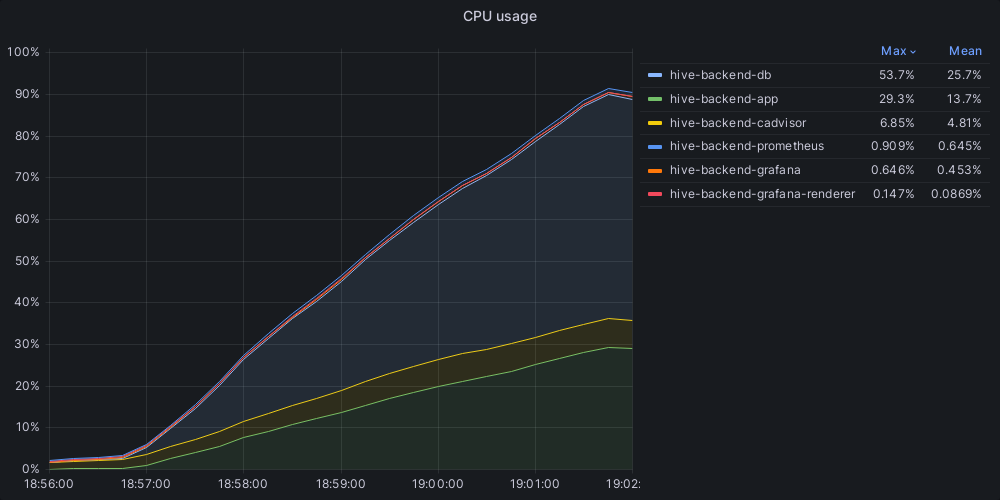 CPU usage
100%
90%
80%
70%
60%
50%
40%
30%
20%
10%
0%
18:56:00 18:57:00 18:58:00 18:59:00 19:00:00 19:01:00 19:02:
Max Mean
hive-backend-db 53.7% 25.7%
hive-backend-app 29.3% 13.7%
hive-backend-cadvisor 6.85% 4.81%
hive-backend-prometheus 0.909% 0.645%
hive-backend-grafana 0.646% 0.453%
hive-backend-grafana-renderer 0.147% 0.0869%